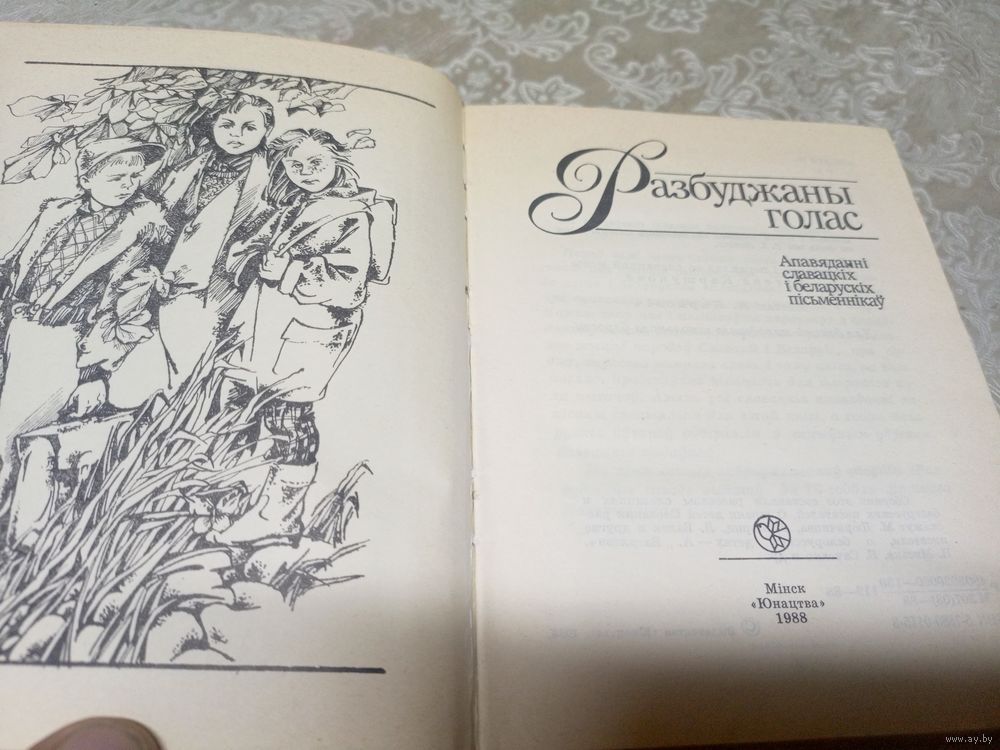 Разбуджаны
голас
Апавяданні
славацкіх
і беларускіх
пісьменнікаў
Мінск
«Юнацтва»
1988
www.ay.by